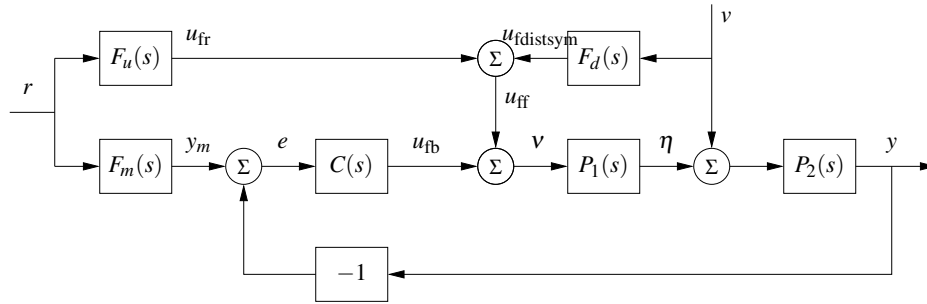 v
u_fr
u_fdistsym
F_u(s)
Σ
F_d(s)
r
u_ff
y_m
e
u_fb
ν
η
y
F_m(s)
Σ
C(s)
Σ
P_1(s)
Σ
P_2(s)
−1